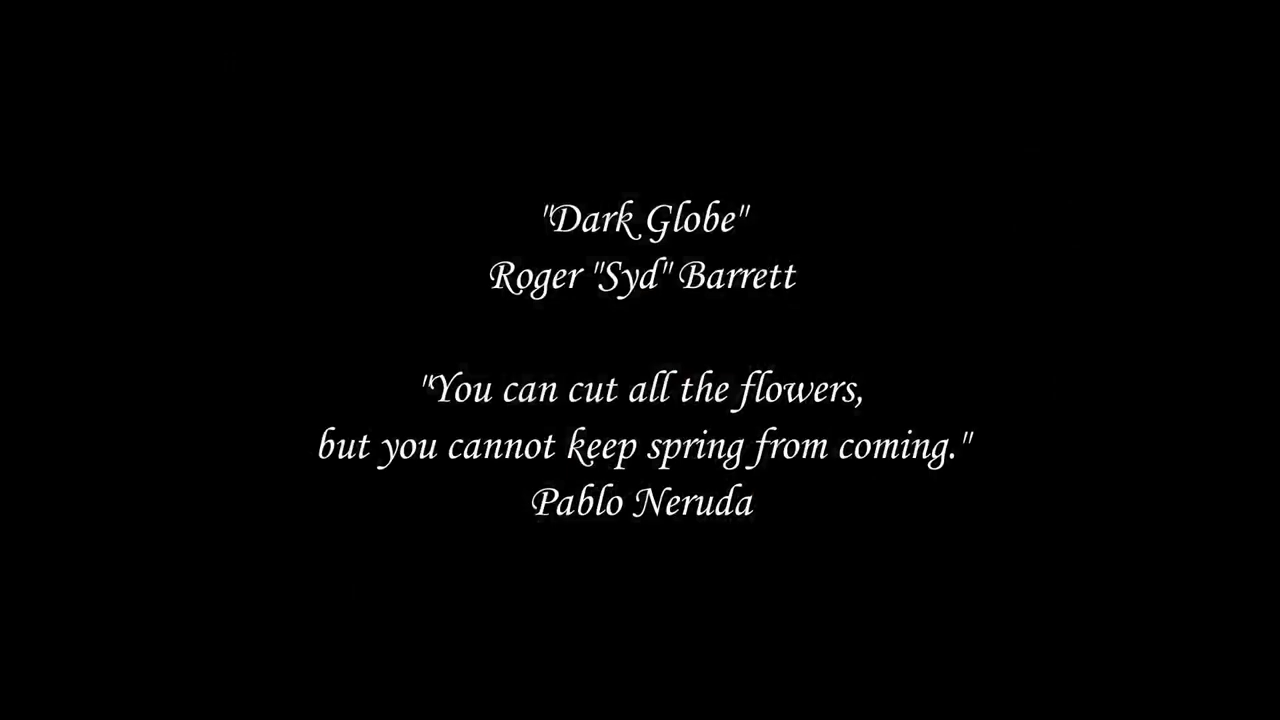 "Dark Globe"
Roger "Syd" Barrett
"You can cut all the flowers,
but you cannot keep spring from coming."
Pablo Neruda